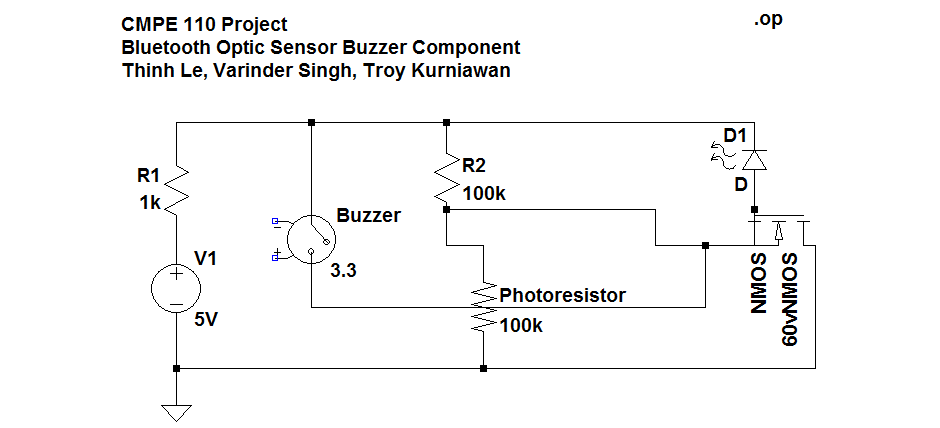 CMPE 110 Project
Bluetooth Optic Sensor Buzzer Component
Thinh Le, Varinder Singh, Troy Kurniawan
.op
R1
1k
V1
5V
Buzzer
3.3
R2
100k
Photoresistor
100k
D1
D
NMOS
60vNMOS